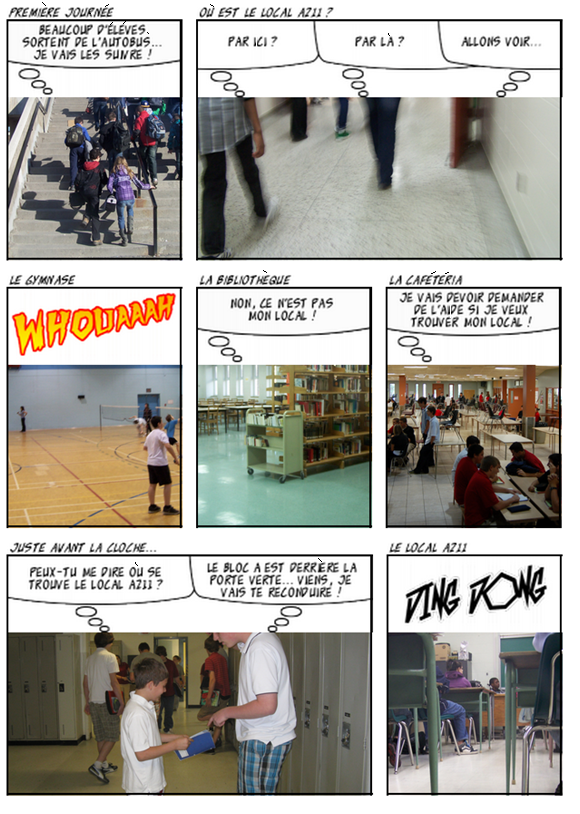 PREMIÈRE JOURNÉE
BEAUCOUP D'ÉLÈVES
SORTENT DE L'AUTOBUS...
JE VAIS LES SUIVRE !
OÙ EST LE LOCAL A211 ?
PAR ICI ?
PAR LÀ ?
ALLONS VOIR...
LE GYMNASE
WHOUAAAH
LA BIBLIOTHÈQUE
NON, CE N'EST PAS
MON LOCAL !
LA CAFÉTÉRIA
JE VAIS DEVOIR DEMANDER
DE L'AIDE SI JE VEUX
TROUVER MON LOCAL !
JUSTE AVANT LA CLOCHE...
PEUX-TU ME DIRE OÙ SE
TROUVE LE LOCAL A211 ?
LE BLOC A EST DERRIÈRE LA
PORTE VERTE... VIENS, JE
VAIS TE RECONDUIRE !
LE LOCAL A211
DING DONG